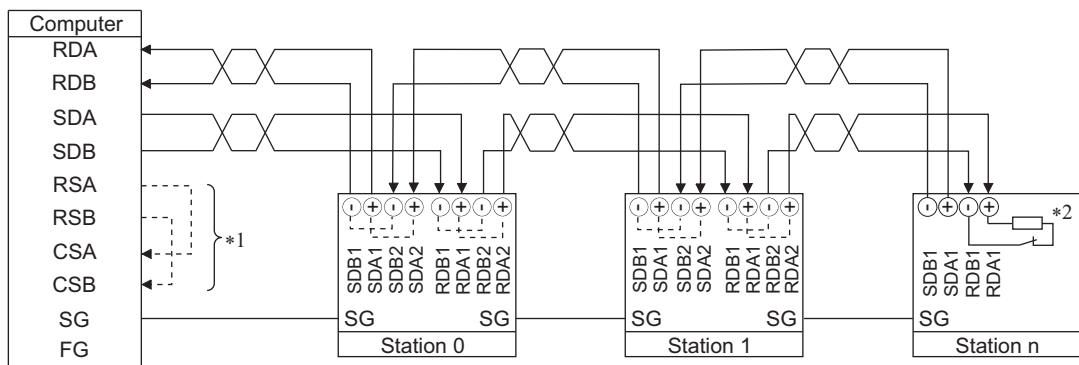 Computer
RDA
RDB
SDA
SDB
RSA
RSB
CSA
CSB
SG
FG
*1
- + - + - + - +
SDB1 SDA1 SDB2 SDA2 RDB1 RDA1 RDB2 RDA2
SG SG
Station 0
- + - + - + - +
SDB1 SDA1 SDB2 SDA2 RDB1 RDA1 RDB2 RDA2
SG SG
Station 1
- + - +
*2
SDB1 SDA1 RDB1 RDA1
SG
Station n